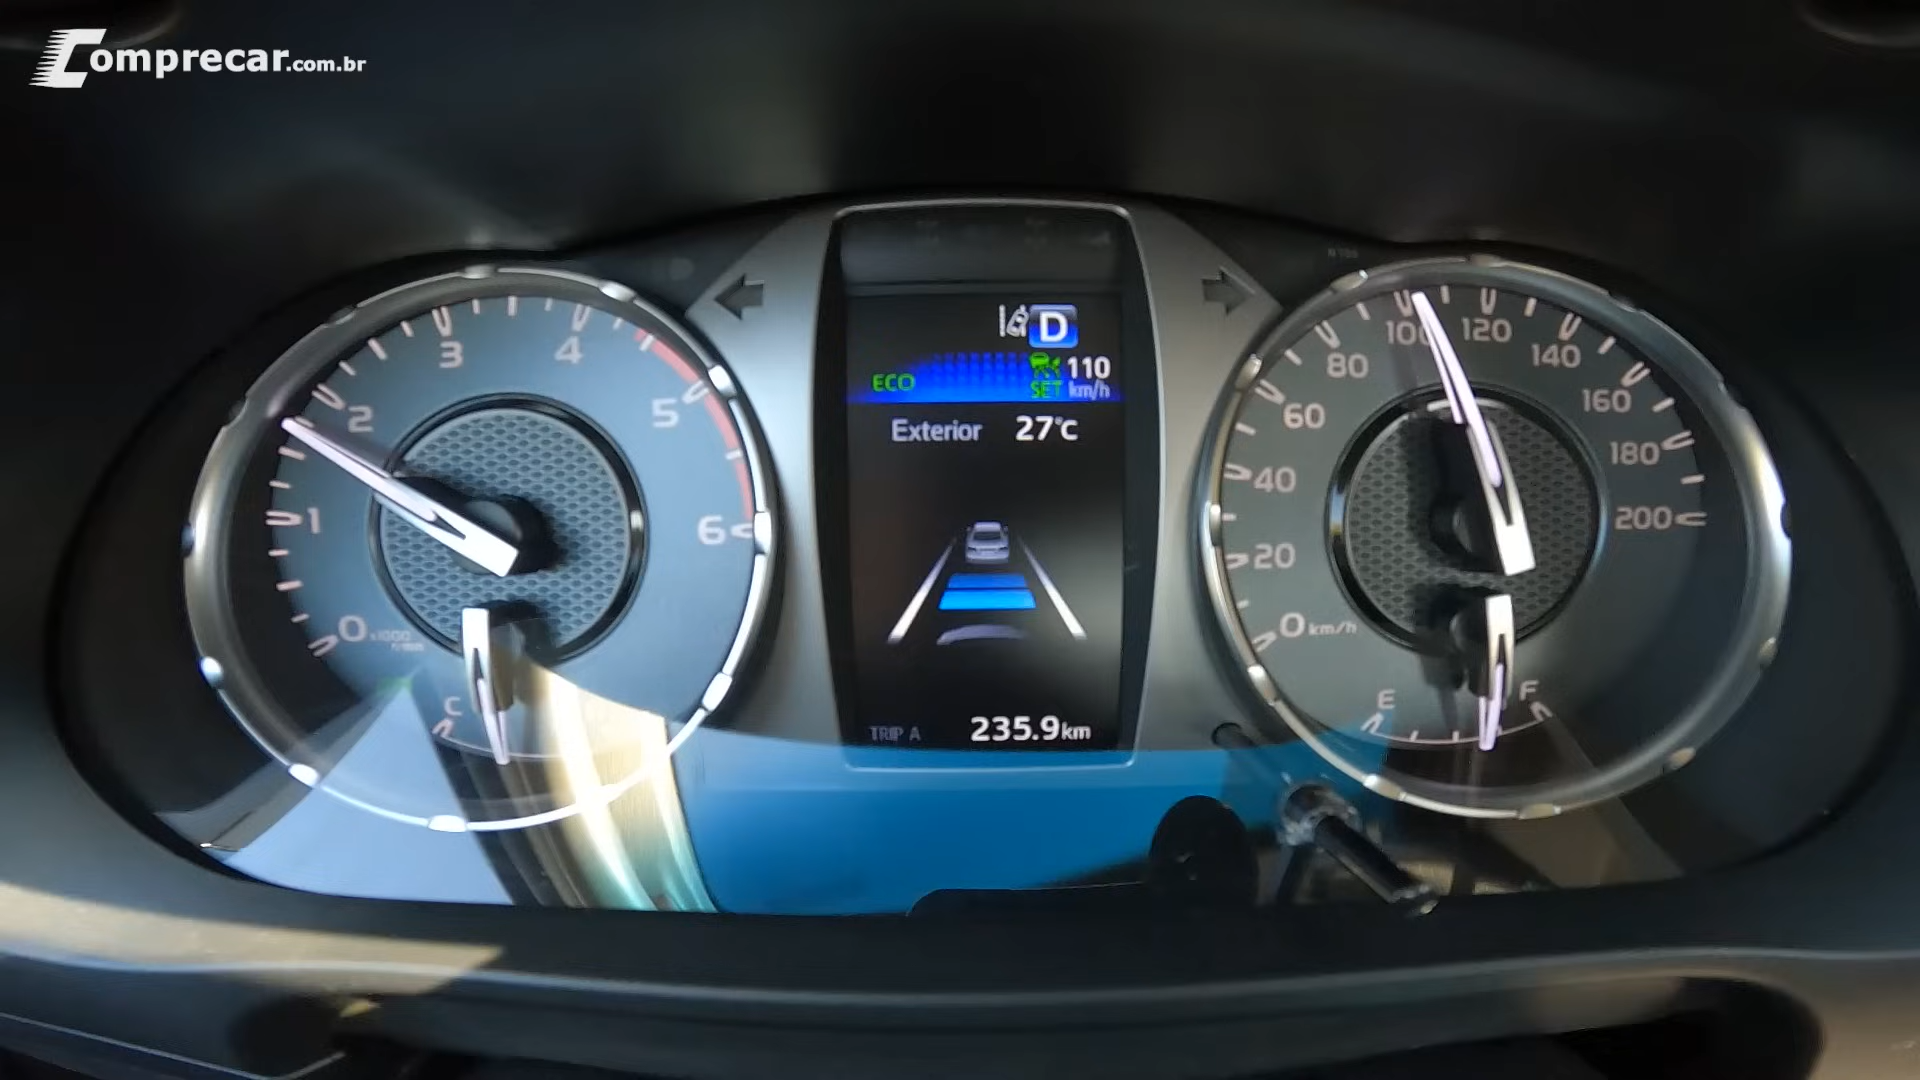 Comprecar.com.br
D
ECO
110
SET km/h
Exterior 27°C
TRIP A 235.9km
0
1
2
3
4
5
6
x1000
r/min
C
0 km/h
20
40
60
80
100
120
140
160
180
200
E
F